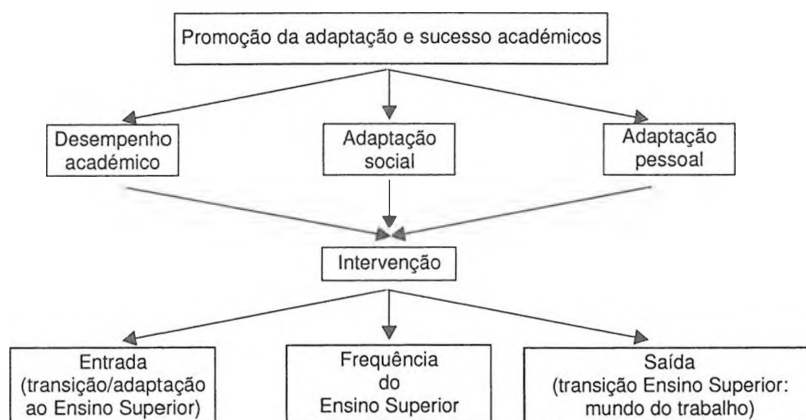 Promoção da adaptação e sucesso académicos
Desempenho
académico
Adaptação
social
Adaptação
pessoal
Intervenção
Entrada
(transição/adaptação
ao Ensino Superior)
Frequência
do
Ensino Superior
Saída
(transição Ensino Superior:
mundo do trabalho)